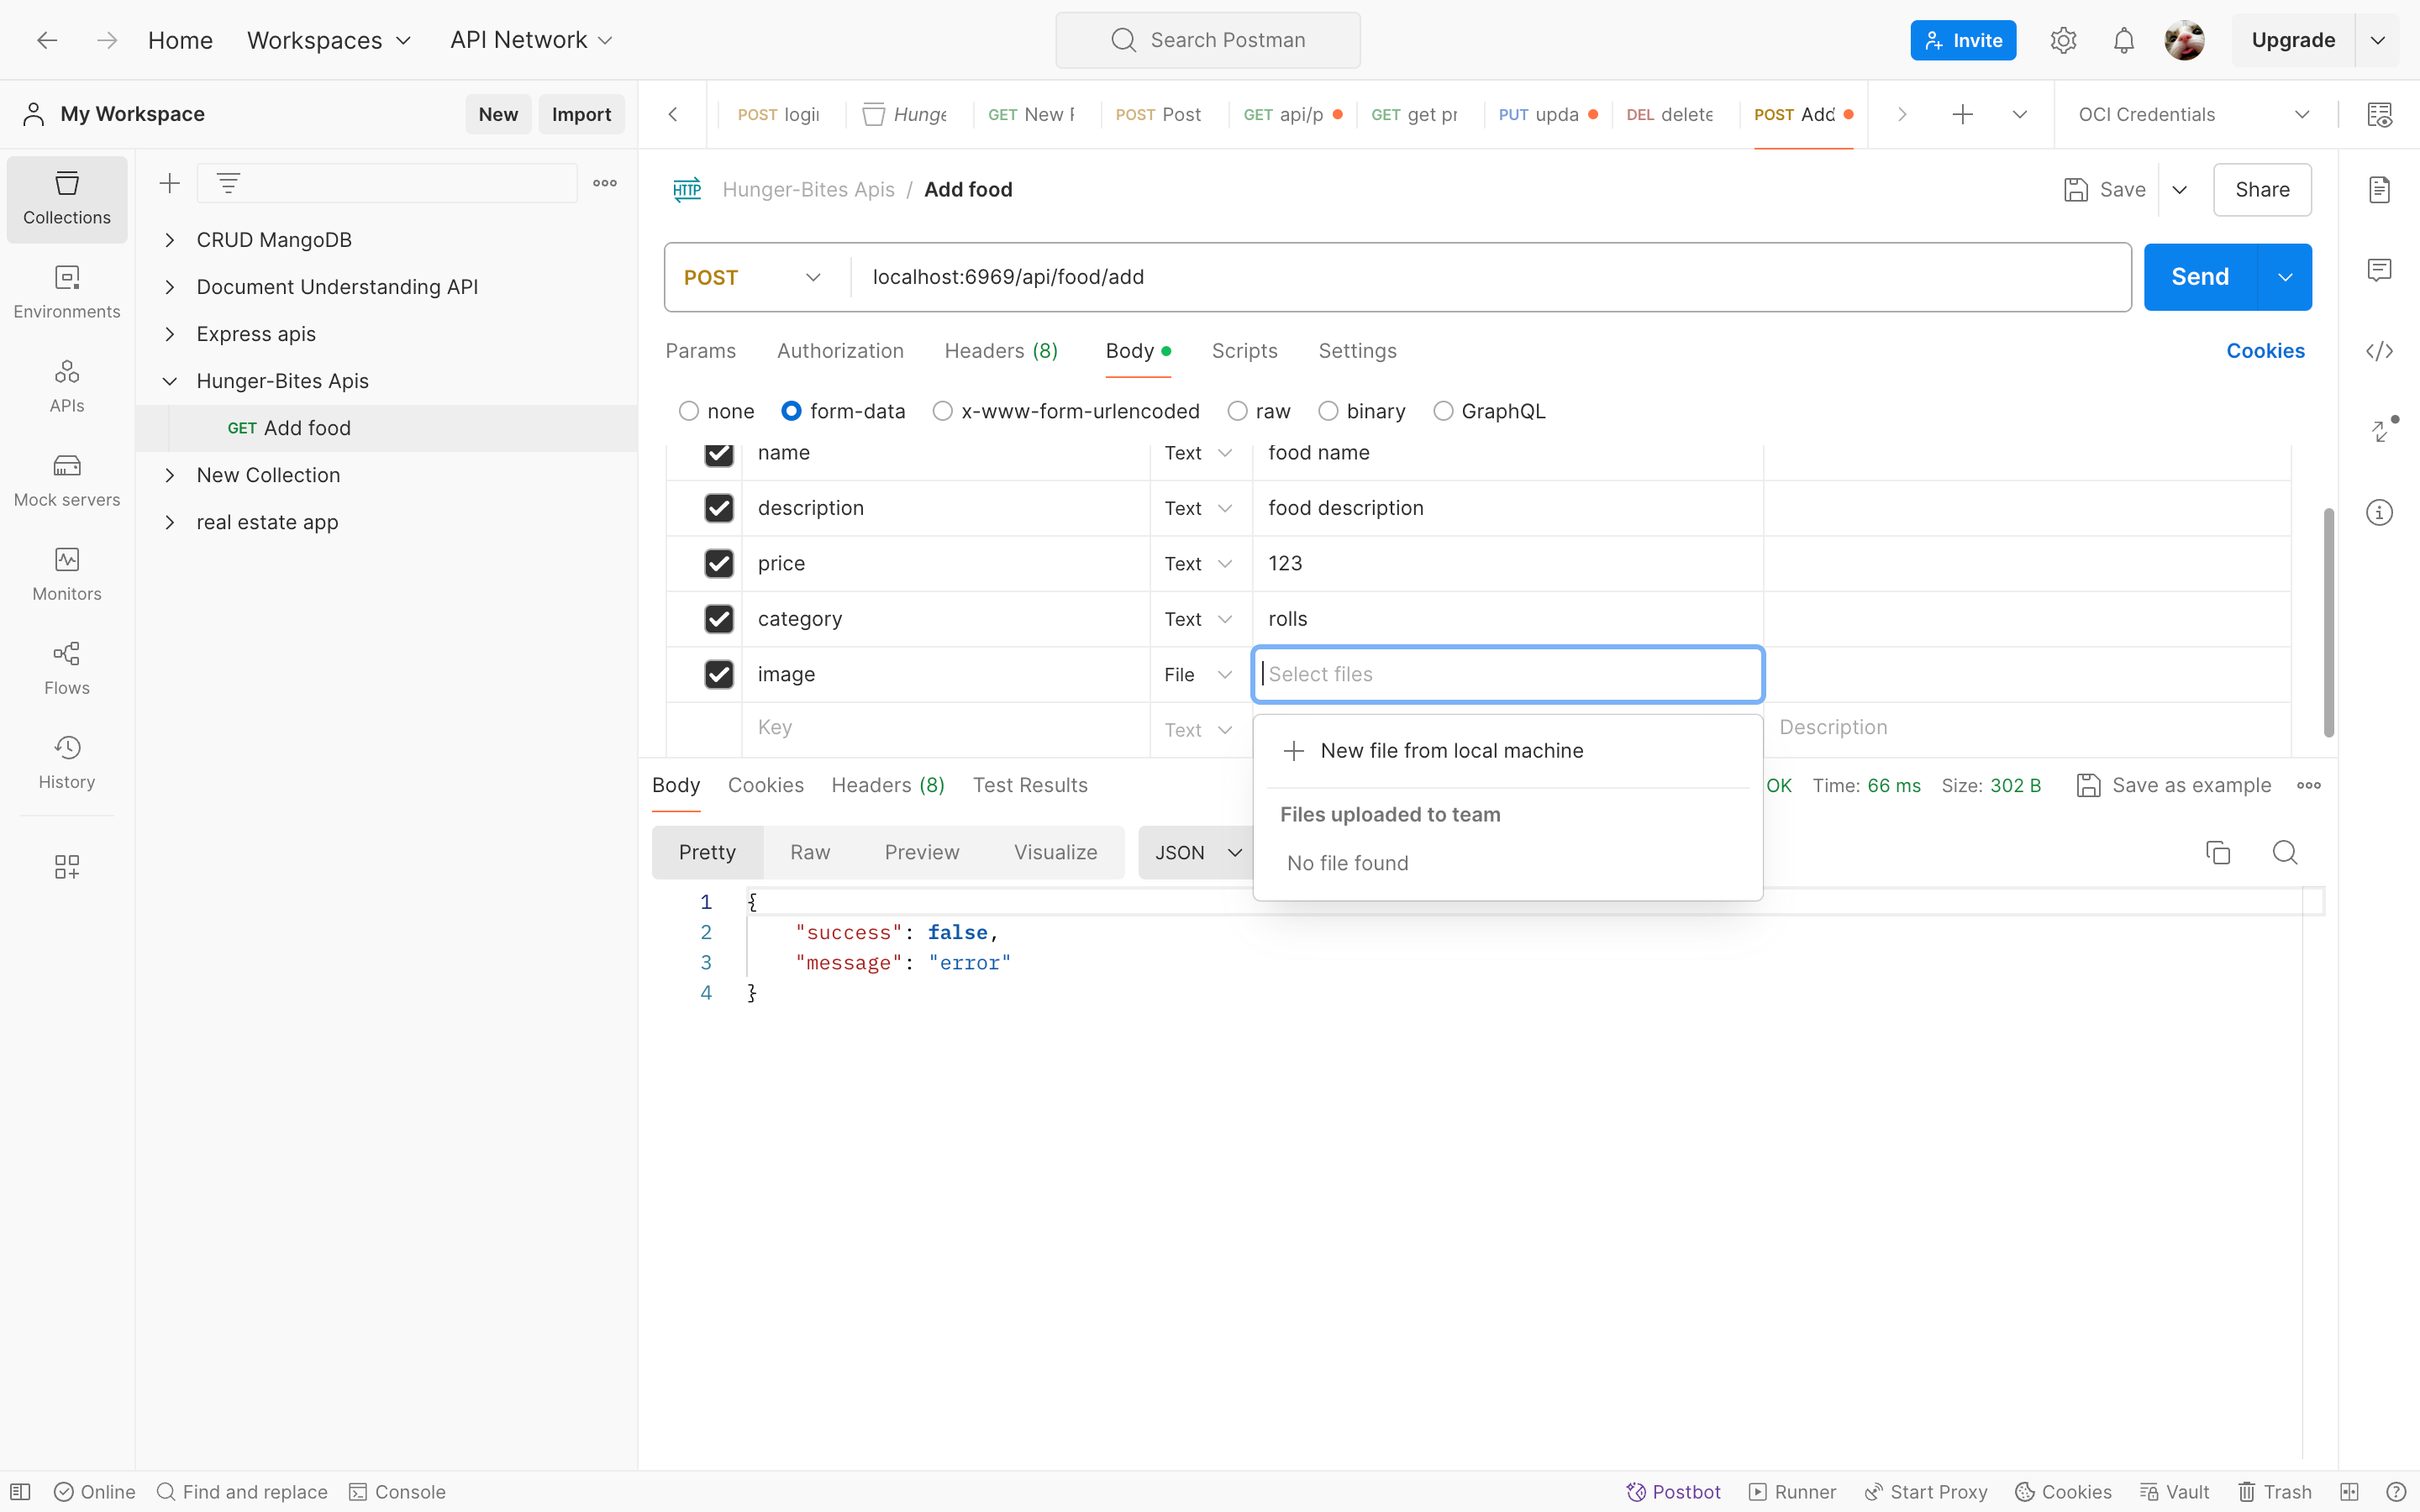 Home Workspaces API Network Search Postman Invite Upgrade
My Workspace New Import
POST login Hunge GET New POST Post GET api/p GET get pr PUT upda DEL delete POST Add OCI Credentials
Collections
Environments
APIs
Mock servers
Monitors
Flows
History
CRUD MangoDB
Document Understanding API
Express apis
Hunger-Bites Apis
GET Add food
New Collection
real estate app
HTTP Hunger-Bites Apis / Add food Save Share
POST localhost:6969/api/food/add Send
Params Authorization Headers (8) Body Scripts Settings Cookies
none form-data x-www-form-urlencoded raw binary GraphQL
name Text food name
description Text food description
price Text 123
category Text rolls
image File Select files
Key Text Description
New file from local machine
Files uploaded to team
No file found
Body Cookies Headers (8) Test Results OK Time: 66 ms Size: 302 B Save as example
Pretty Raw Preview Visualize JSON
1 {
2 "success": false,
3 "message": "error"
4 }
Online Find and replace Console Postbot Runner Start Proxy Cookies Vault Trash